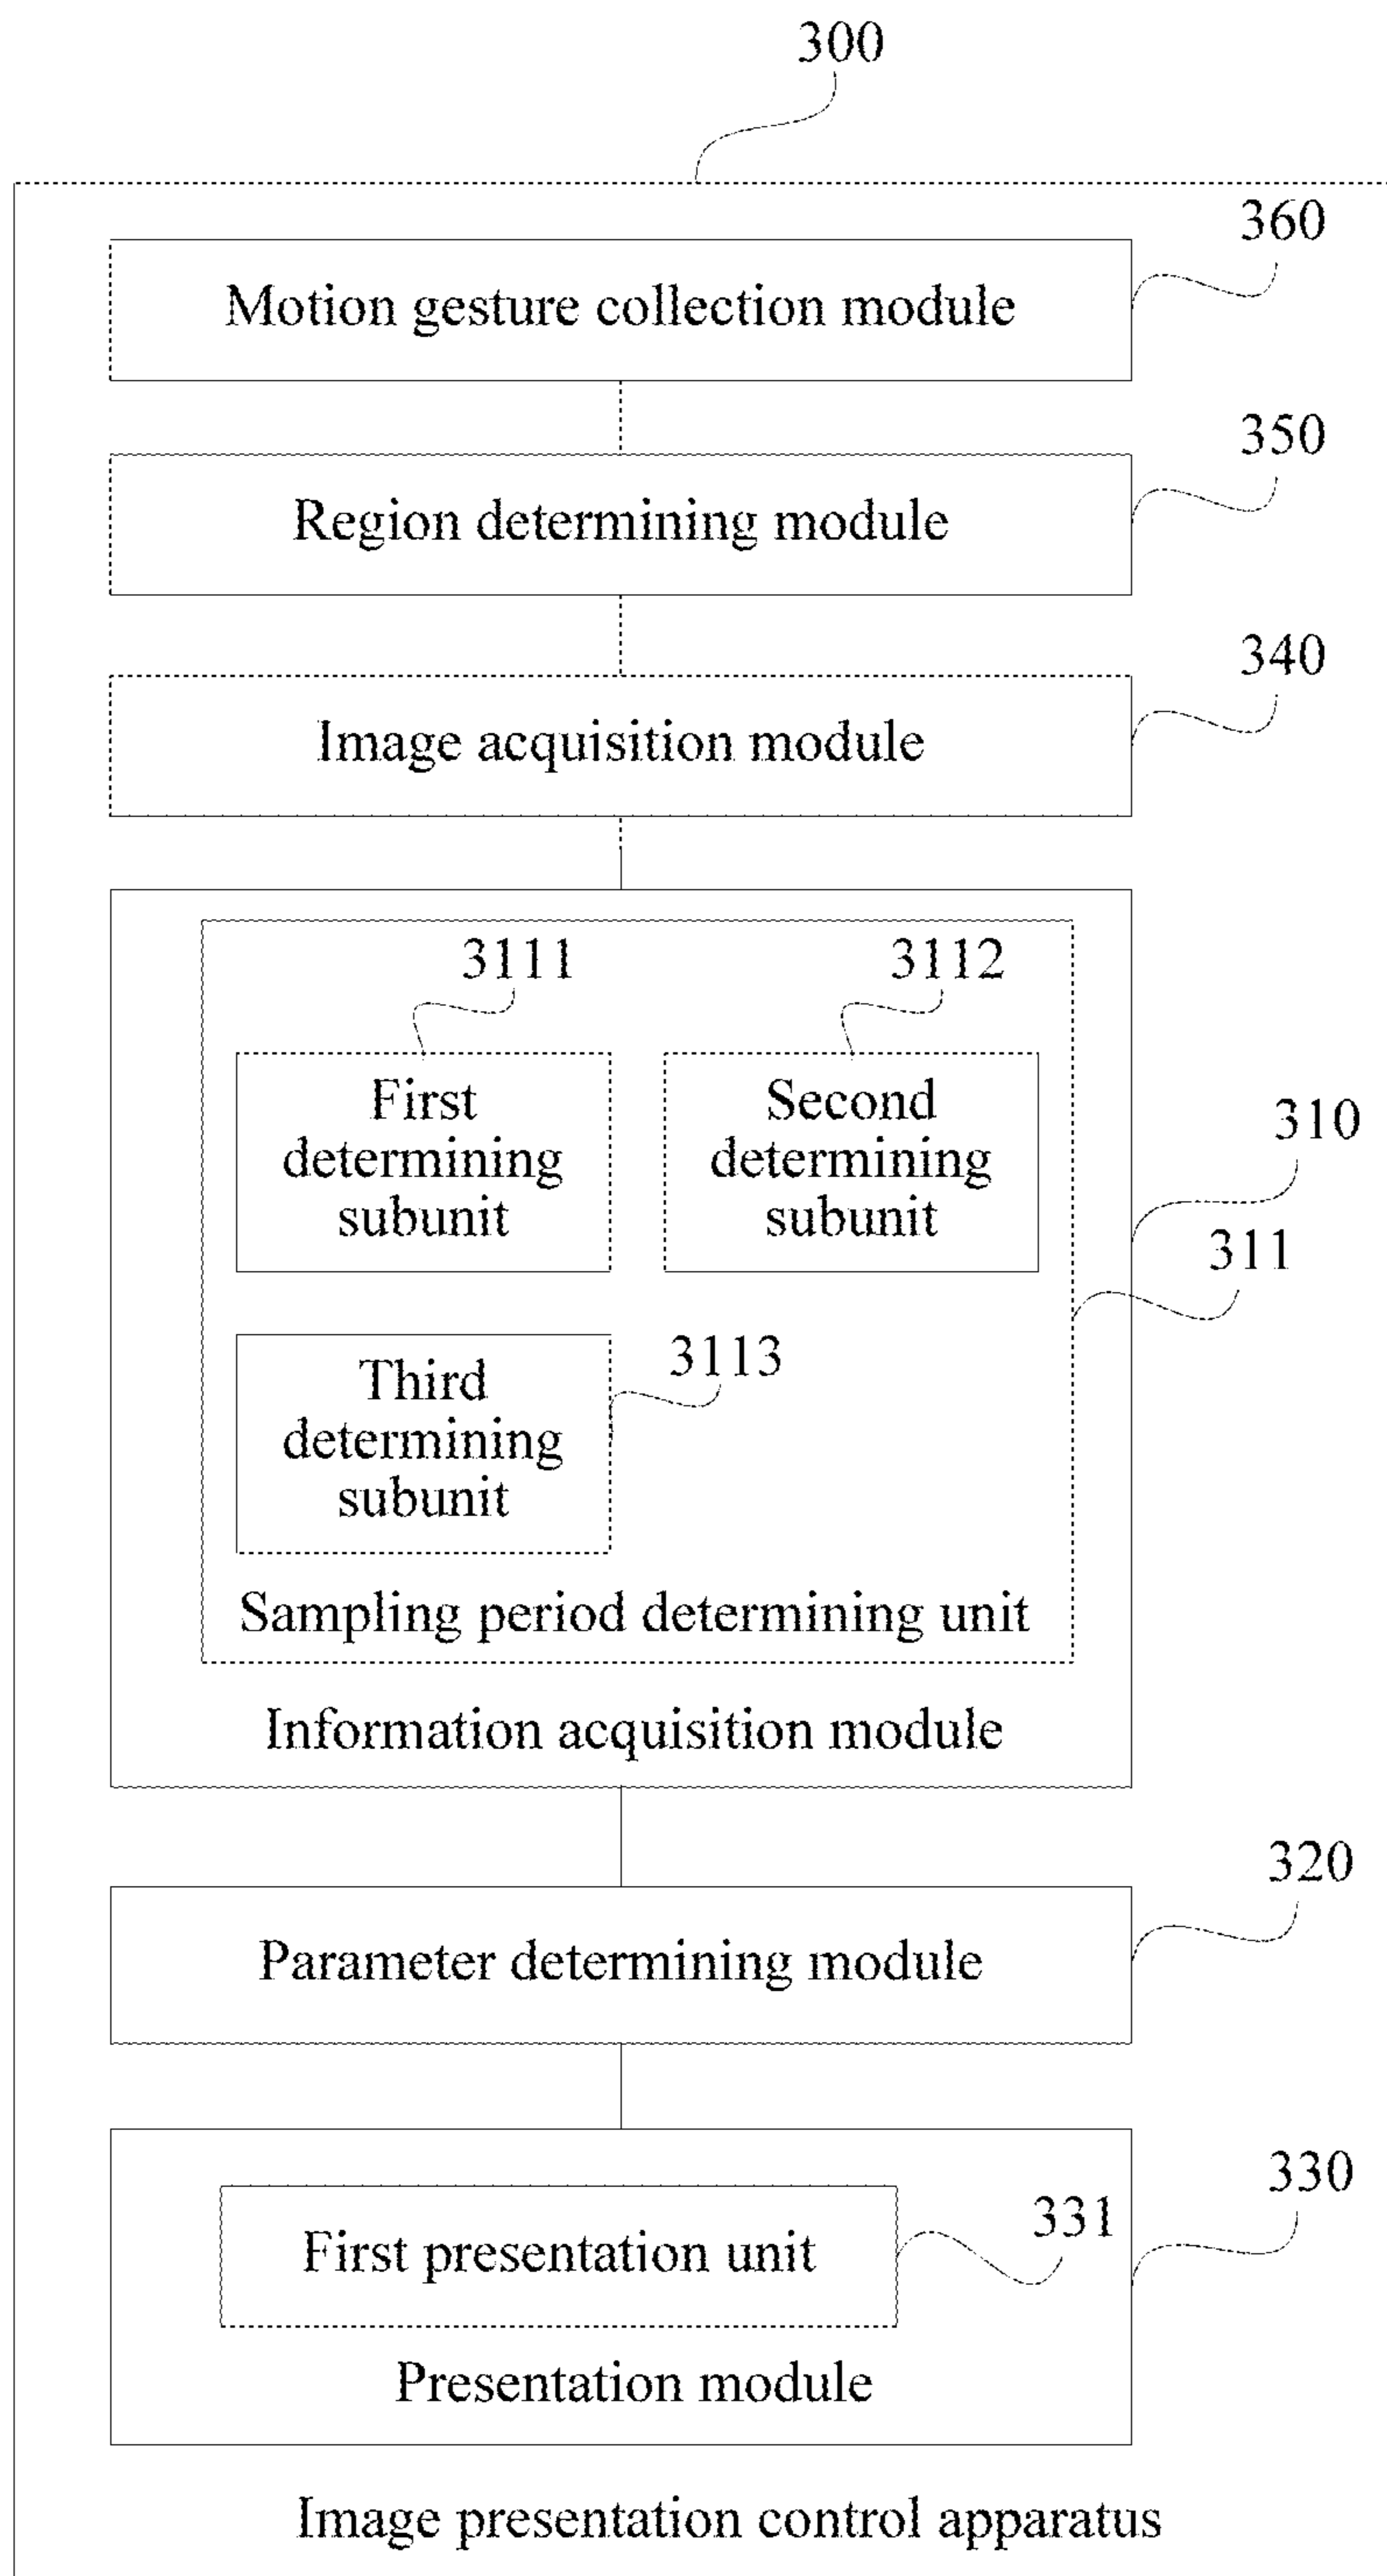 300
360
Motion gesture collection module
350
Region determining module
340
Image acquisition module
3111
3112
First
determining
subunit
Second
determining
subunit
310
311
3113
Third
determining
subunit
Sampling period determining unit
Information acquisition module
320
Parameter determining module
330
331
First presentation unit
Presentation module
Image presentation control apparatus